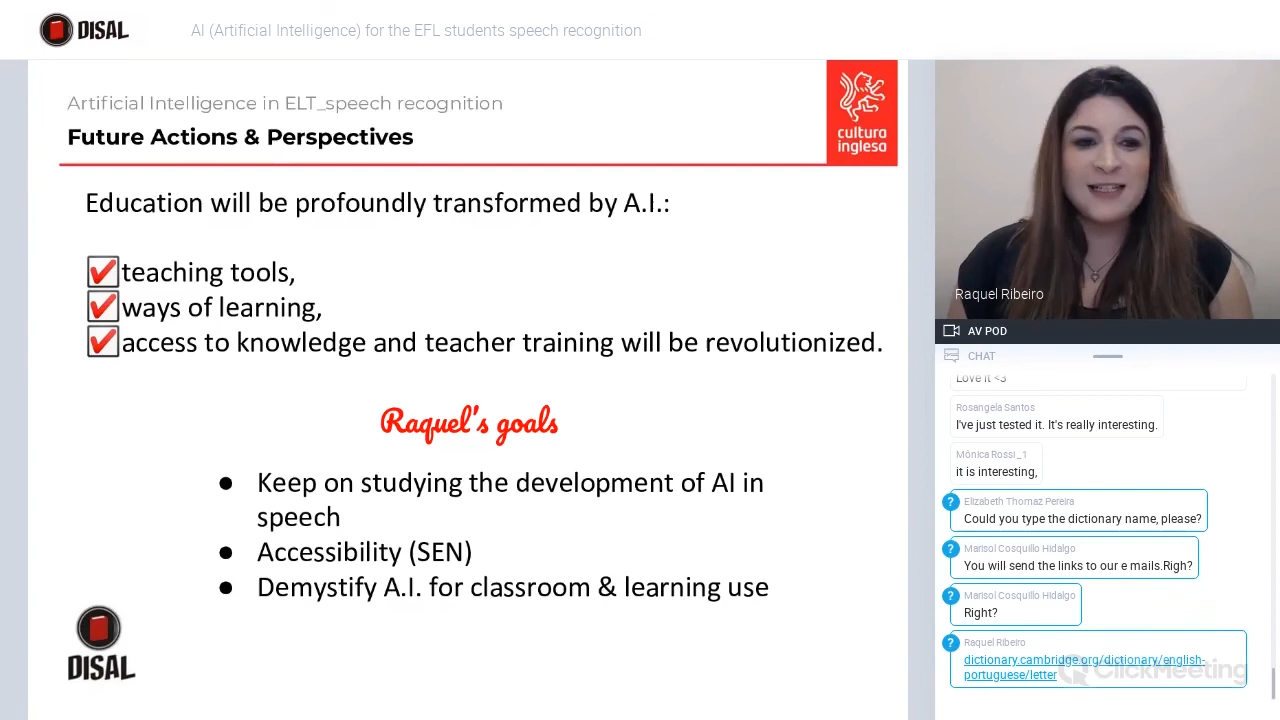 DISAL
AI (Artificial Intelligence) for the EFL students speech recognition
Artificial Intelligence in ELT_speech recognition
Future Actions & Perspectives
cultura
inglesa
Education will be profoundly transformed by A.I.:
teaching tools,
ways of learning,
access to knowledge and teacher training will be revolutionized.
Raquel's goals
● Keep on studying the development of AI in
speech
● Accessibility (SEN)
● Demystify A.I. for classroom & learning use
DISAL
Raquel Ribeiro
AV POD
CHAT
Love it <3
Rosangela Santos
I've just tested it. It's really interesting.
Mónica Rossi _1
it is interesting,
? Elizabeth Thomaz Pereira
Could you type the dictionary name, please?
? Marisol Cosquillo Hidalgo
You will send the links to our e mails.Righ?
? Marisol Cosquillo Hidalgo
Right?
? Raquel Ribeiro
dictionary.cambridge.org/dictionary/english-
portuguese/letter
ClickMeeting